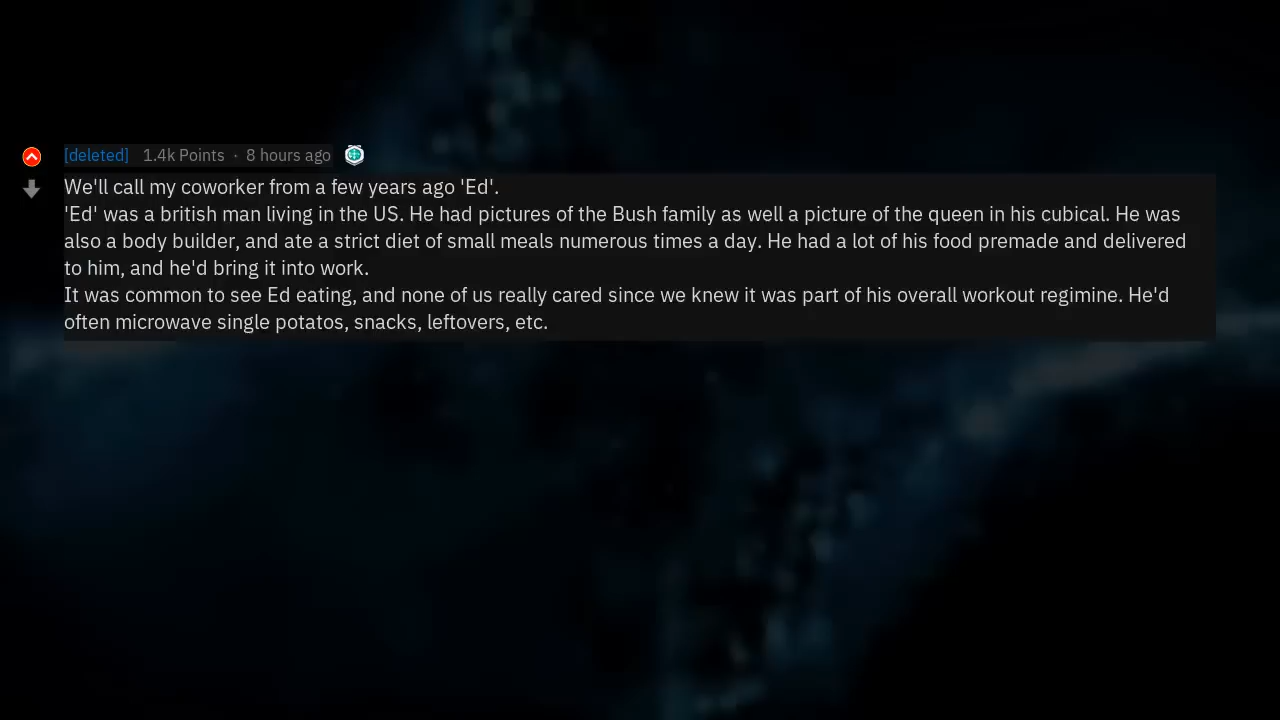 [deleted] 1.4k Points · 8 hours ago
We'll call my coworker from a few years ago 'Ed'.
'Ed' was a british man living in the US. He had pictures of the Bush family as well a picture of the queen in his cubical. He was
also a body builder, and ate a strict diet of small meals numerous times a day. He had a lot of his food premade and delivered
to him, and he'd bring it into work.
It was common to see Ed eating, and none of us really cared since we knew it was part of his overall workout regimine. He'd
often microwave single potatos, snacks, leftovers, etc.